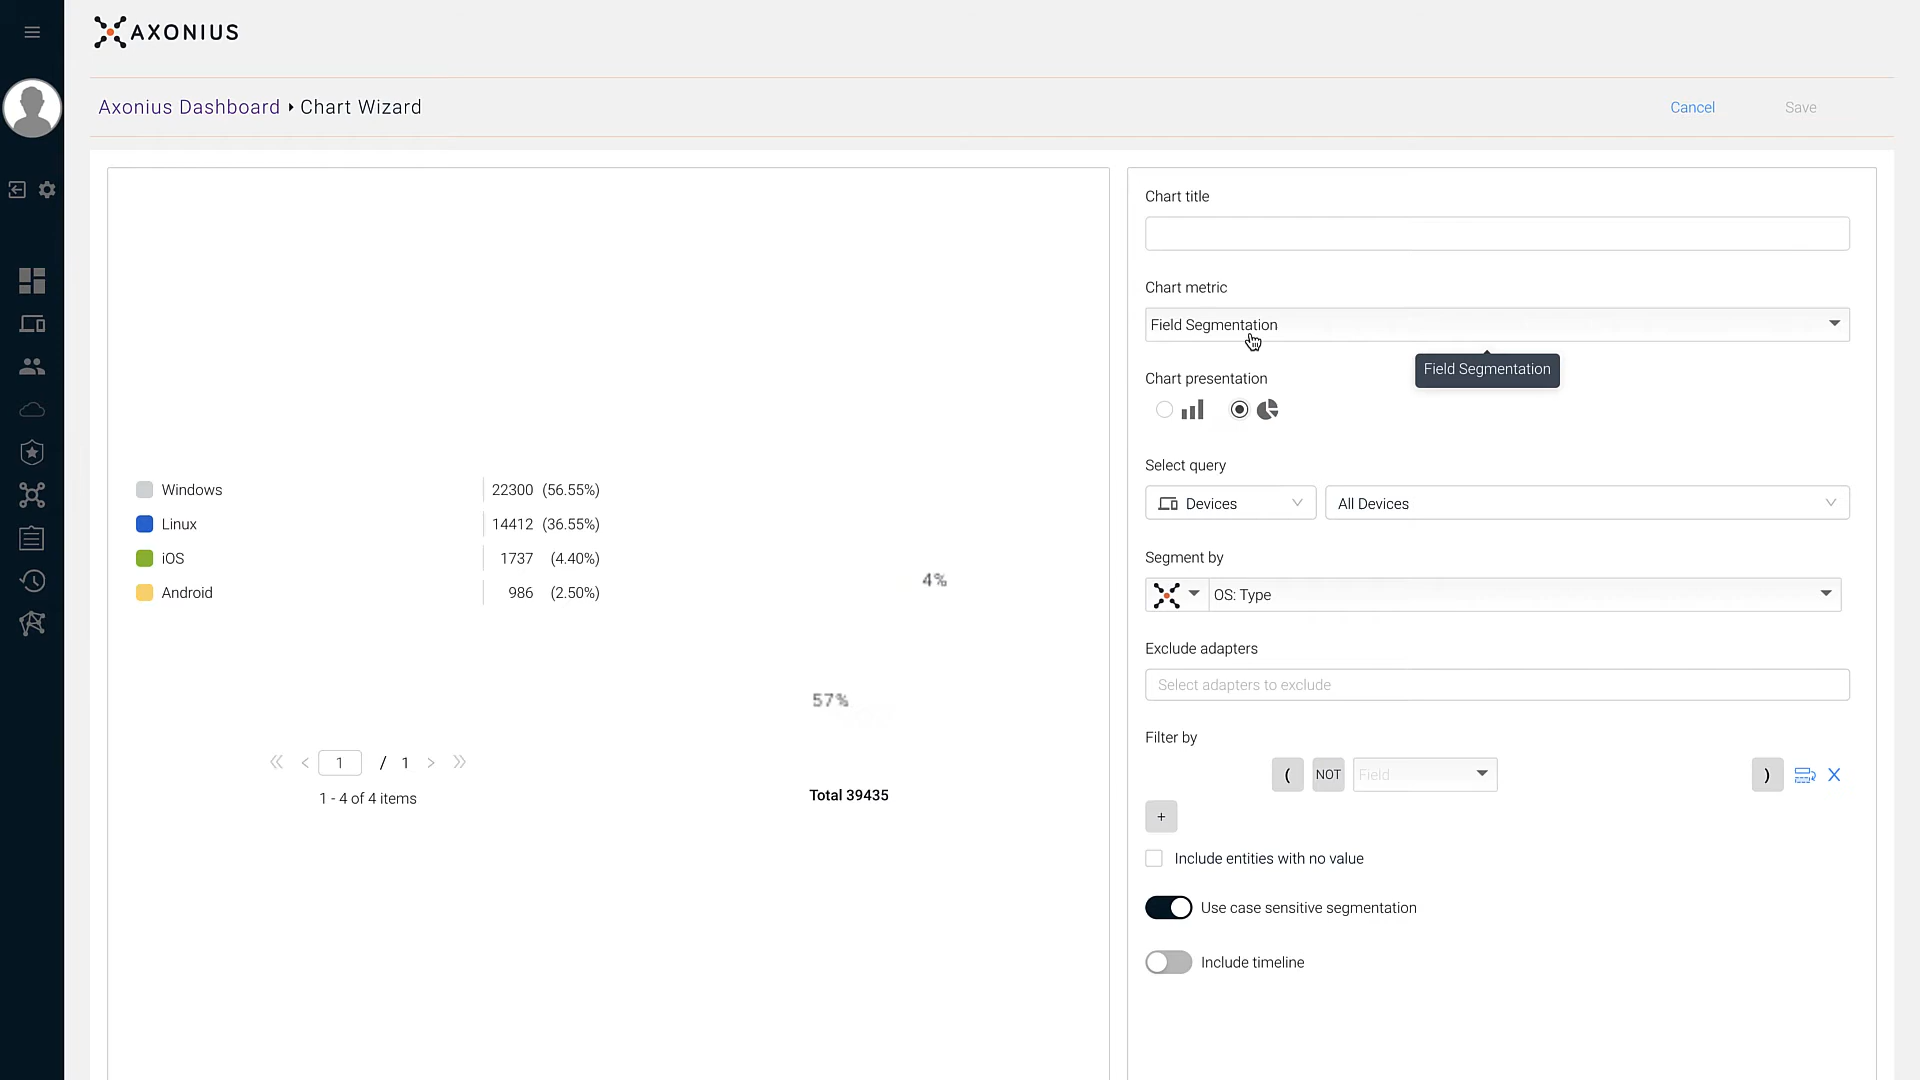 AXONIUS
Axonius Dashboard ▸ Chart Wizard
Cancel
Save
Windows 22300 (56.55%)
Linux 14412 (36.55%)
iOS 1737 (4.40%)
Android 986 (2.50%)
4%
57%
« < 1 / 1 > »
1 - 4 of 4 items
Total 39435
Chart title
Chart metric
Field Segmentation
Field Segmentation
Chart presentation
Select query
Devices
All Devices
Segment by
OS: Type
Exclude adapters
Select adapters to exclude
Filter by
( NOT Field )
+
Include entities with no value
Use case sensitive segmentation
Include timeline